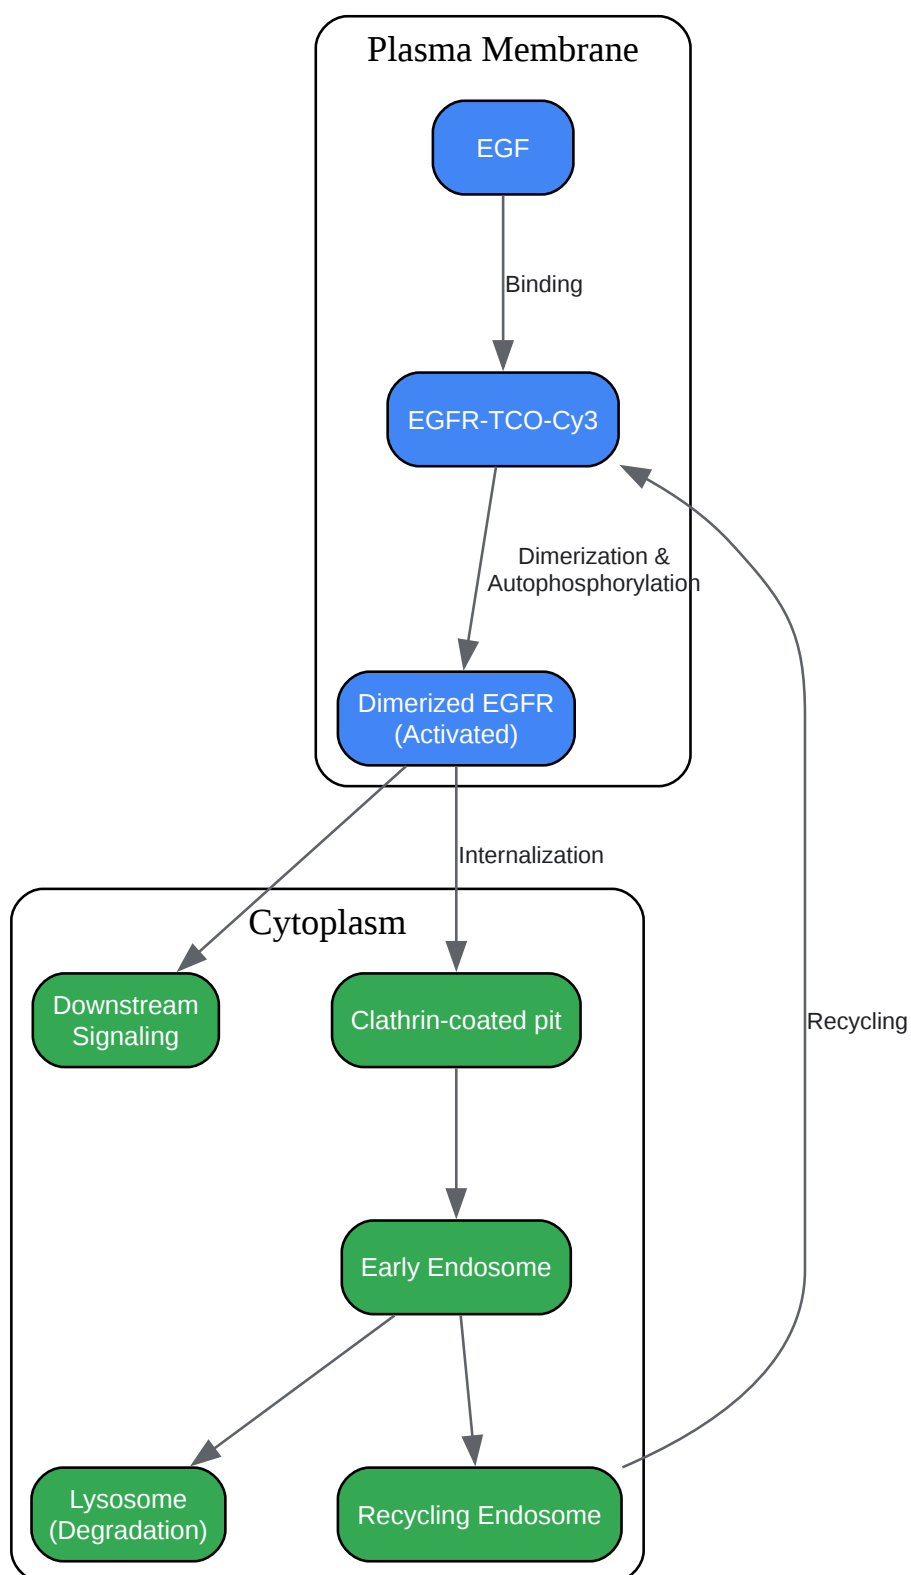 Plasma Membrane
EGF
Binding
EGFR-TCO-Cy3
Dimerization &
Autophosphorylation
Dimerized EGFR
(Activated)
Internalization
Cytoplasm
Downstream
Signaling
Clathrin-coated pit
Recycling
Early Endosome
Lysosome
(Degradation)
Recycling Endosome